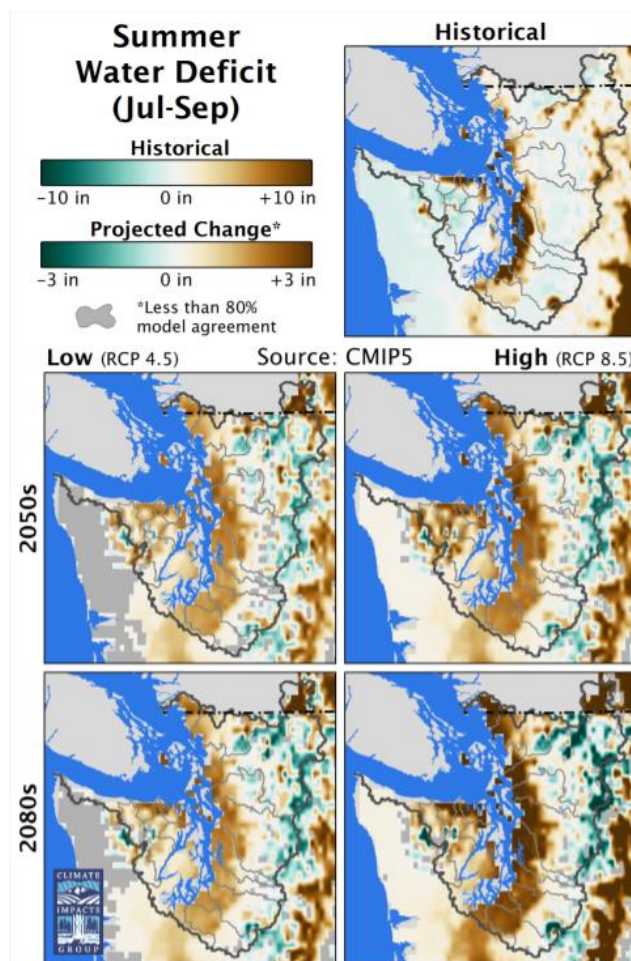 Summer
Water Deficit
(Jul-Sep)
Historical
Historical
−10 in 0 in +10 in
Projected Change*
−3 in 0 in +3 in
*Less than 80%
model agreement
Low (RCP 4.5) Source: CMIP5 High (RCP 8.5)
2050s
2080s
CLIMATE
IMPACTS
GROUP